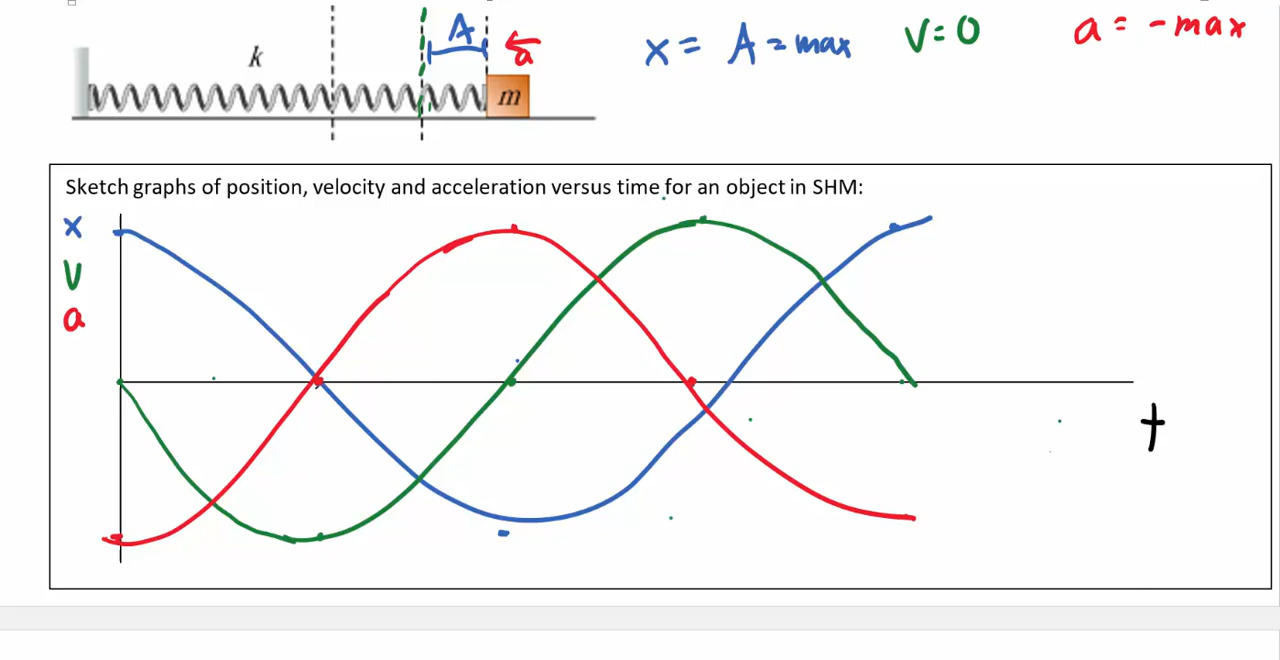 A
a
x = A = max
v = 0
a = - max
k
m
Sketch graphs of position, velocity and acceleration versus time for an object in SHM:
x
v
a
t